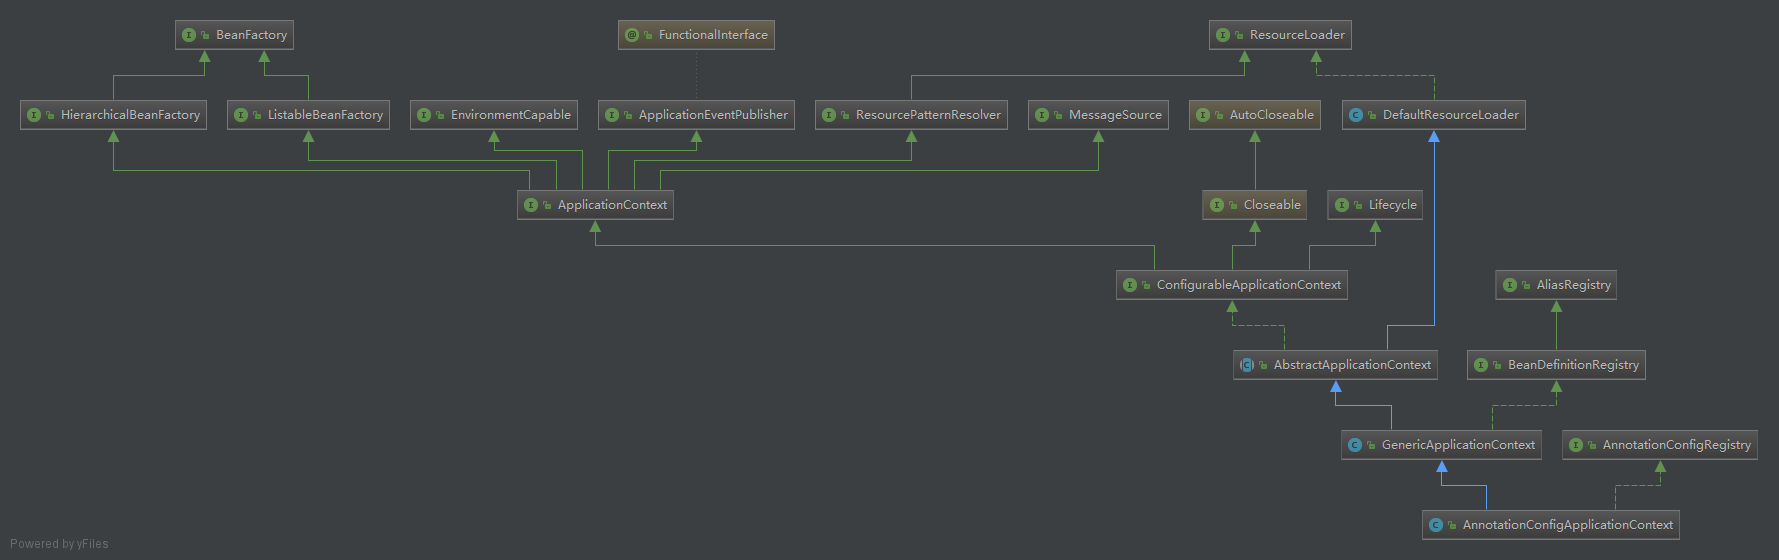 BeanFactory
FunctionalInterface
ResourceLoader
HierarchicalBeanFactory
ListableBeanFactory
EnvironmentCapable
ApplicationEventPublisher
ResourcePatternResolver
MessageSource
AutoCloseable
DefaultResourceLoader
ApplicationContext
Closeable
Lifecycle
ConfigurableApplicationContext
AliasRegistry
AbstractApplicationContext
BeanDefinitionRegistry
GenericApplicationContext
AnnotationConfigRegistry
AnnotationConfigApplicationContext
Powered by yFiles